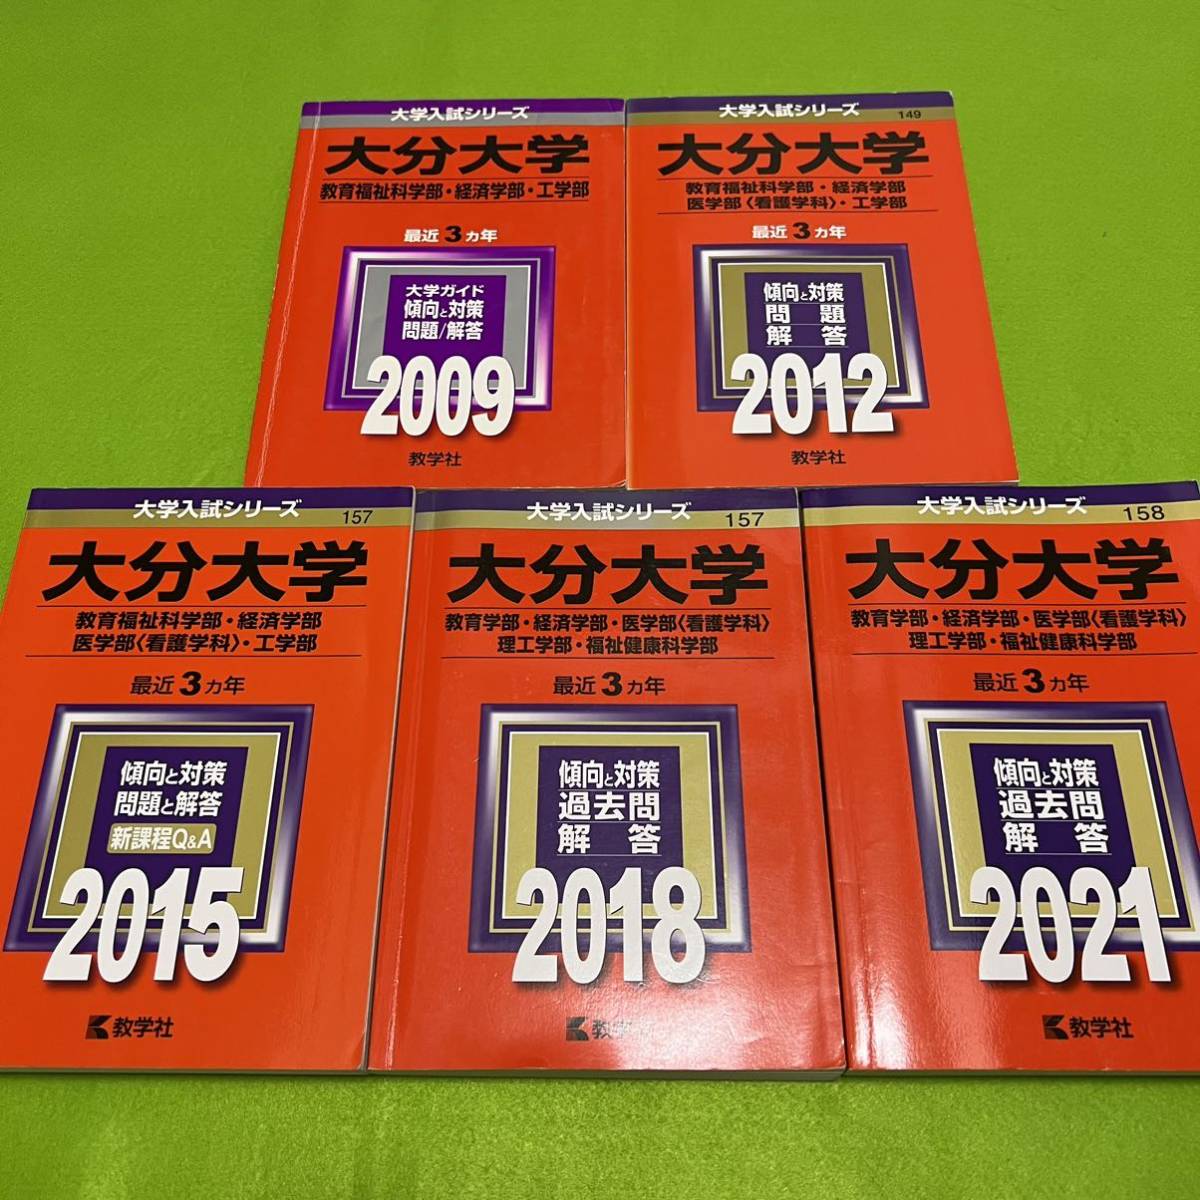 大学入試シリーズ
大分大学
教育福祉科学部・経済学部・工学部
最近3ヵ年
大学ガイド
傾向と対策
問題/解答
2009
教学社
大学入試シリーズ
149
大分大学
教育福祉科学部・経済学部
医学部〈看護学科〉・工学部
最近3ヵ年
傾向と対策
問題
解答
2012
教学社
大学入試シリーズ
157
大分大学
教育福祉科学部・経済学部
医学部〈看護学科〉・工学部
最近3ヵ年
傾向と対策
問題と解答
新課程Q&A
2015
教学社
大学入試シリーズ
157
大分大学
教育学部・経済学部・医学部〈看護学科〉
理工学部・福祉健康科学部
最近3ヵ年
傾向と対策
過去問
解答
2018
教学社
大学入試シリーズ
158
大分大学
教育学部・経済学部・医学部〈看護学科〉
理工学部・福祉健康科学部
最近3ヵ年
傾向と対策
過去問
解答
2021
教学社